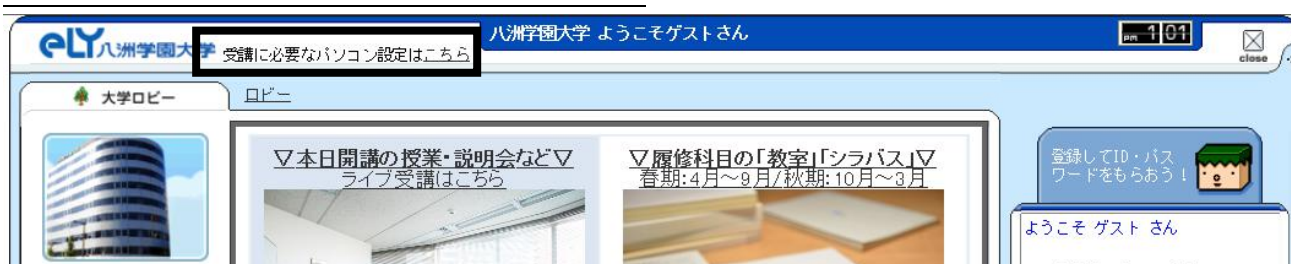 eLy八洲学園大学
受講に必要なパソコン設定はこちら
八洲学園大学 ようこそゲストさん
pm 1 01
close
大学ロビー
ロビー
▽本日開講の授業・説明会など▽
ライブ受講はこちら
▽履修科目の「教室」「シラバス」▽
春期:4月～9月/秋期:10月～3月
登録してID・パス
ワードをもらおう!
ようこそ ゲスト さん